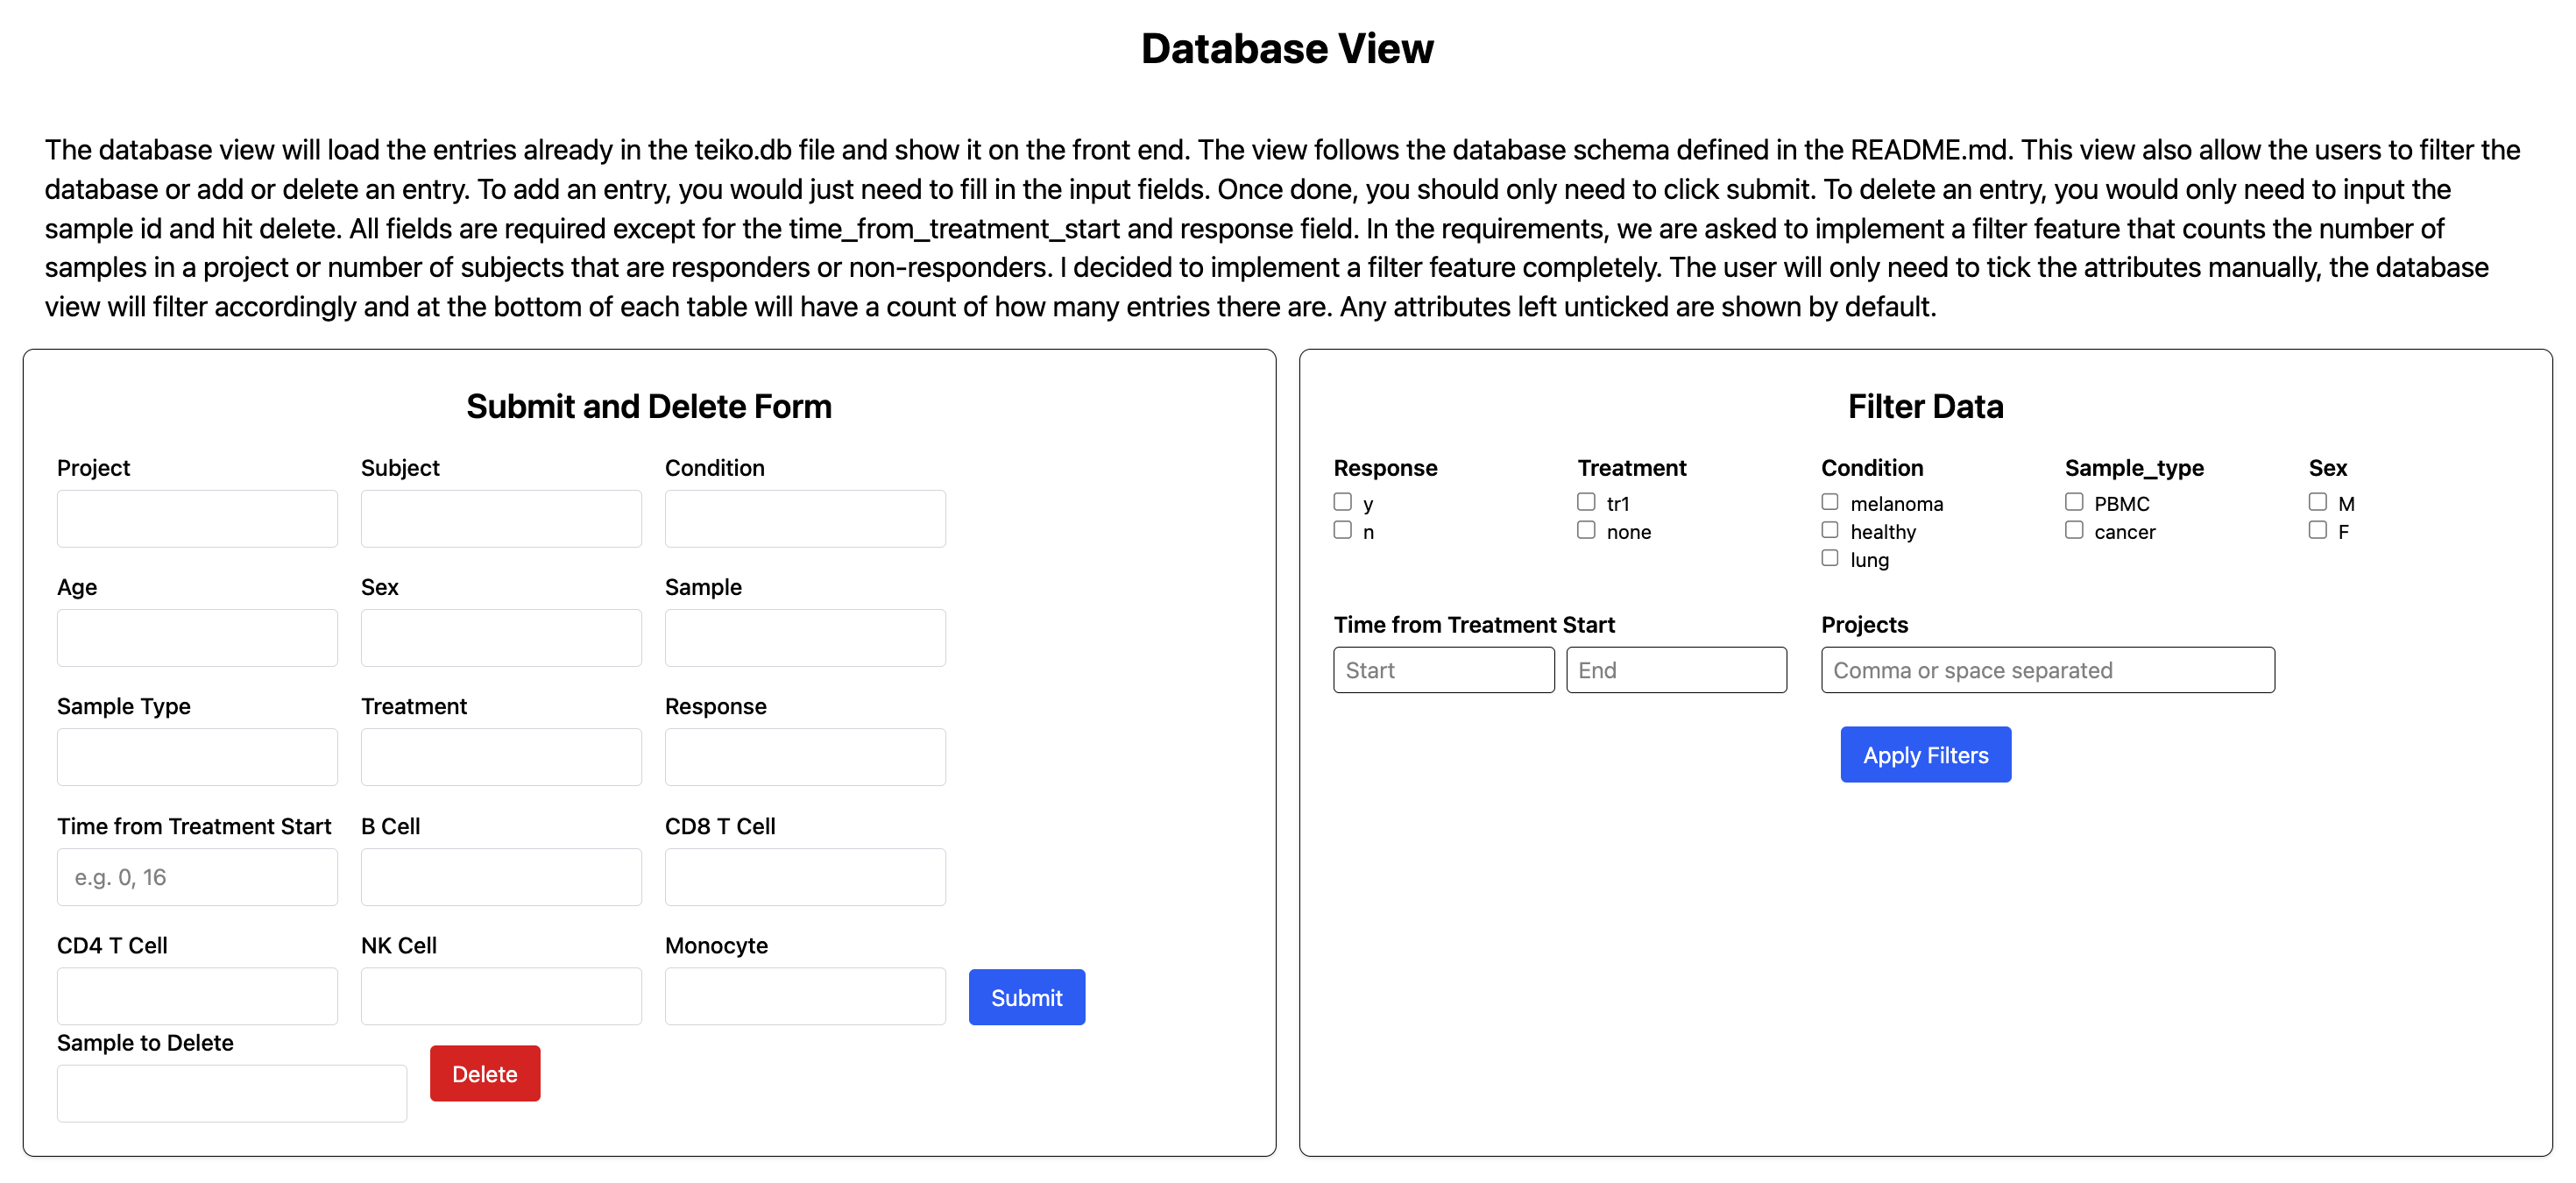 Database View
The database view will load the entries already in the teiko.db file and show it on the front end. The view follows the database schema defined in the README.md. This view also allow the users to filter the
database or add or delete an entry. To add an entry, you would just need to fill in the input fields. Once done, you should only need to click submit. To delete an entry, you would only need to input the
sample id and hit delete. All fields are required except for the time_from_treatment_start and response field. In the requirements, we are asked to implement a filter feature that counts the number of
samples in a project or number of subjects that are responders or non-responders. I decided to implement a filter feature completely. The user will only need to tick the attributes manually, the database
view will filter accordingly and at the bottom of each table will have a count of how many entries there are. Any attributes left unticked are shown by default.
Submit and Delete Form
Project Subject Condition
Age Sex Sample
Sample Type Treatment Response
Time from Treatment Start B Cell CD8 T Cell
e.g. 0, 16
CD4 T Cell NK Cell Monocyte
Submit
Sample to Delete
Delete
Filter Data
Response Treatment Condition Sample_type Sex
y tr1 melanoma PBMC M
n none healthy cancer F
lung
Time from Treatment Start Projects
Start End Comma or space separated
Apply Filters